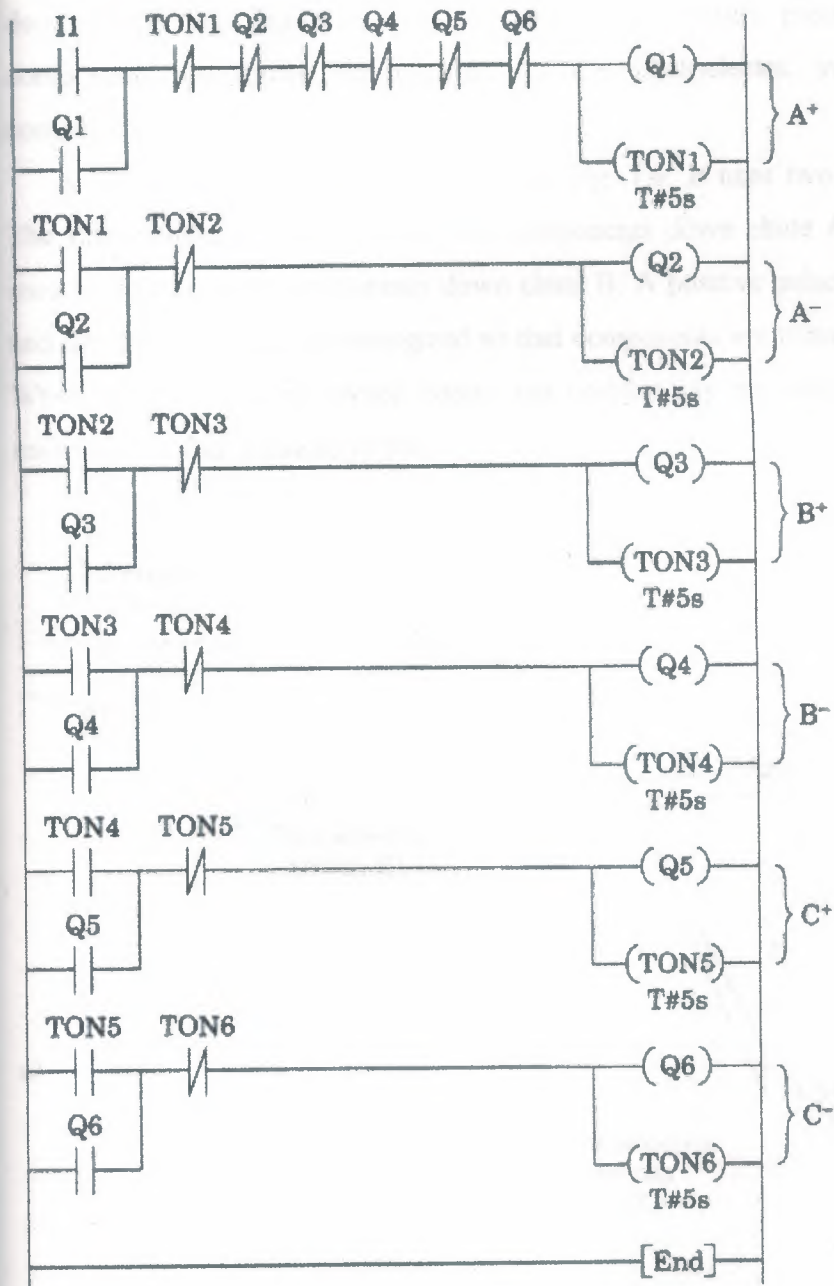 I1 TON1 Q2 Q3 Q4 Q5 Q6
Q1
Q1
A+
TON1
T#5s
TON1 TON2
Q2
Q2
A−
TON2
T#5s
TON2 TON3
Q3
Q3
B+
TON3
T#5s
TON3 TON4
Q4
Q4
B−
TON4
T#5s
TON4 TON5
Q5
Q5
C+
TON5
T#5s
TON5 TON6
Q6
Q6
C−
TON6
T#5s
[End]